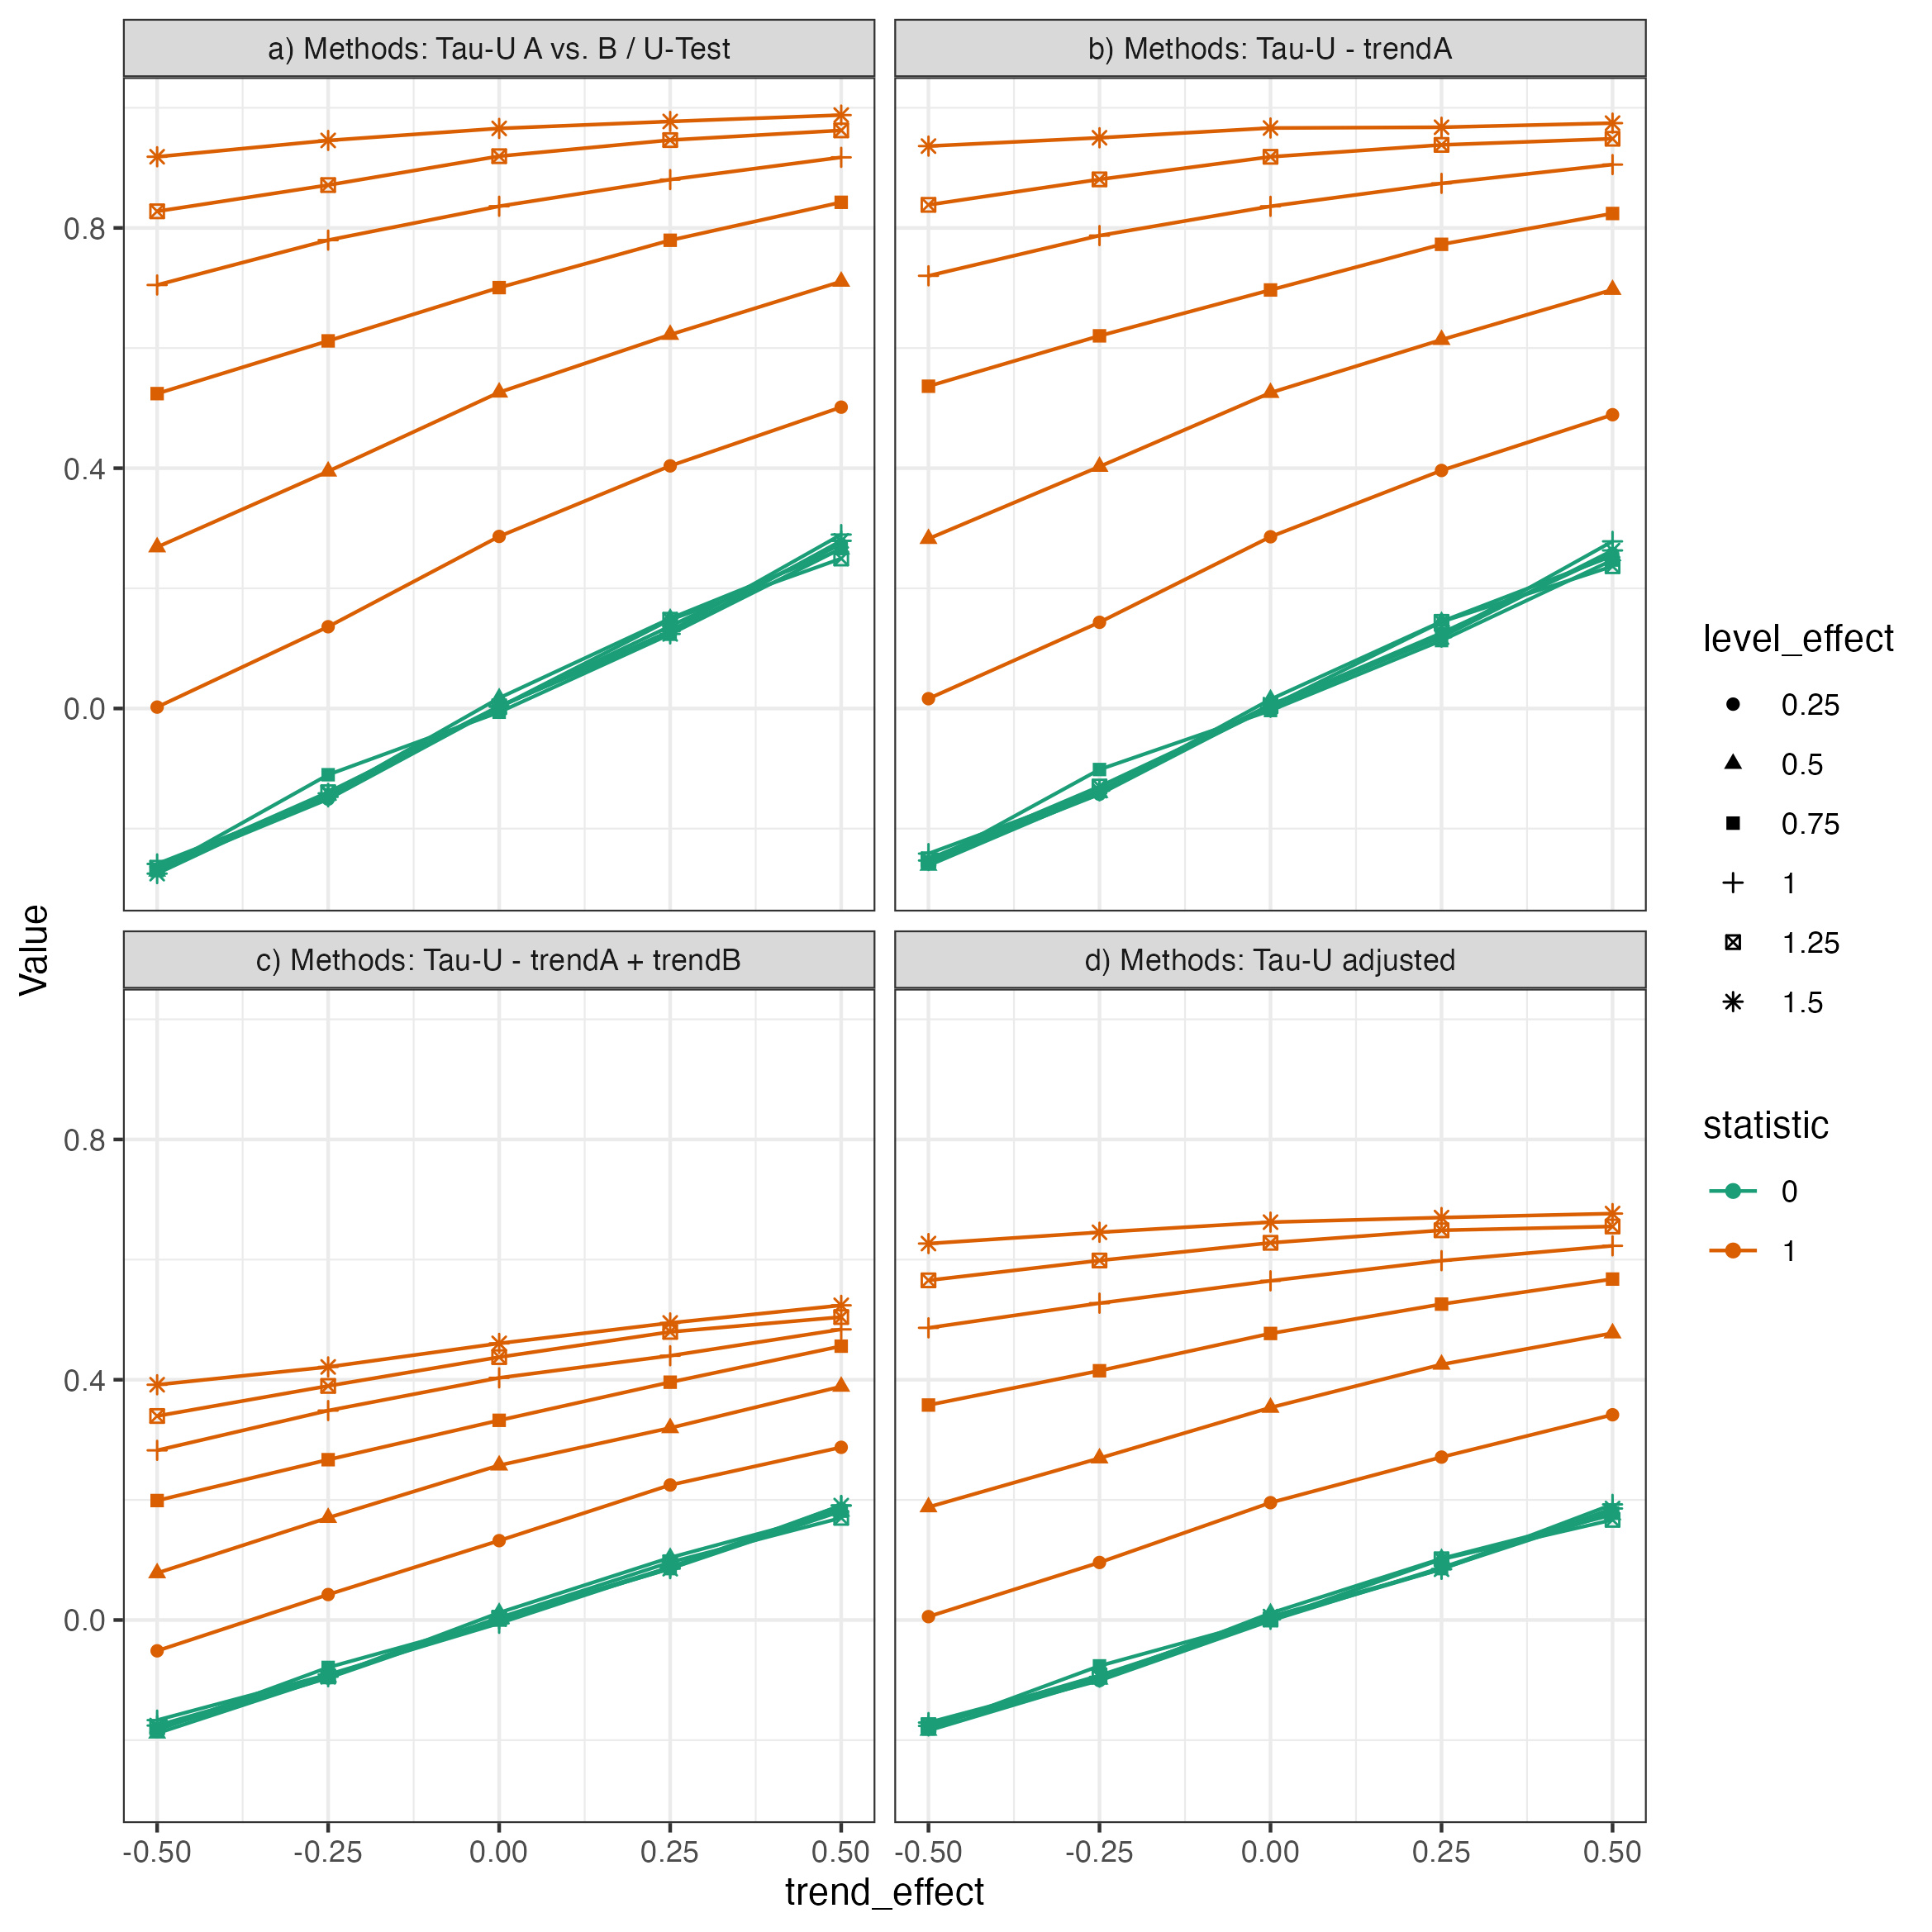 a) Methods: Tau-U A vs. B / U-Test
b) Methods: Tau-U - trendA
0.8
0.4
0.0
c) Methods: Tau-U - trendA + trendB
d) Methods: Tau-U adjusted
0.8
0.4
0.0
-0.50 -0.25 0.00 0.25 0.50
-0.50 -0.25 0.00 0.25 0.50
trend_effect
Value
level_effect
0.25
0.5
0.75
1
1.25
1.5
statistic
0
1